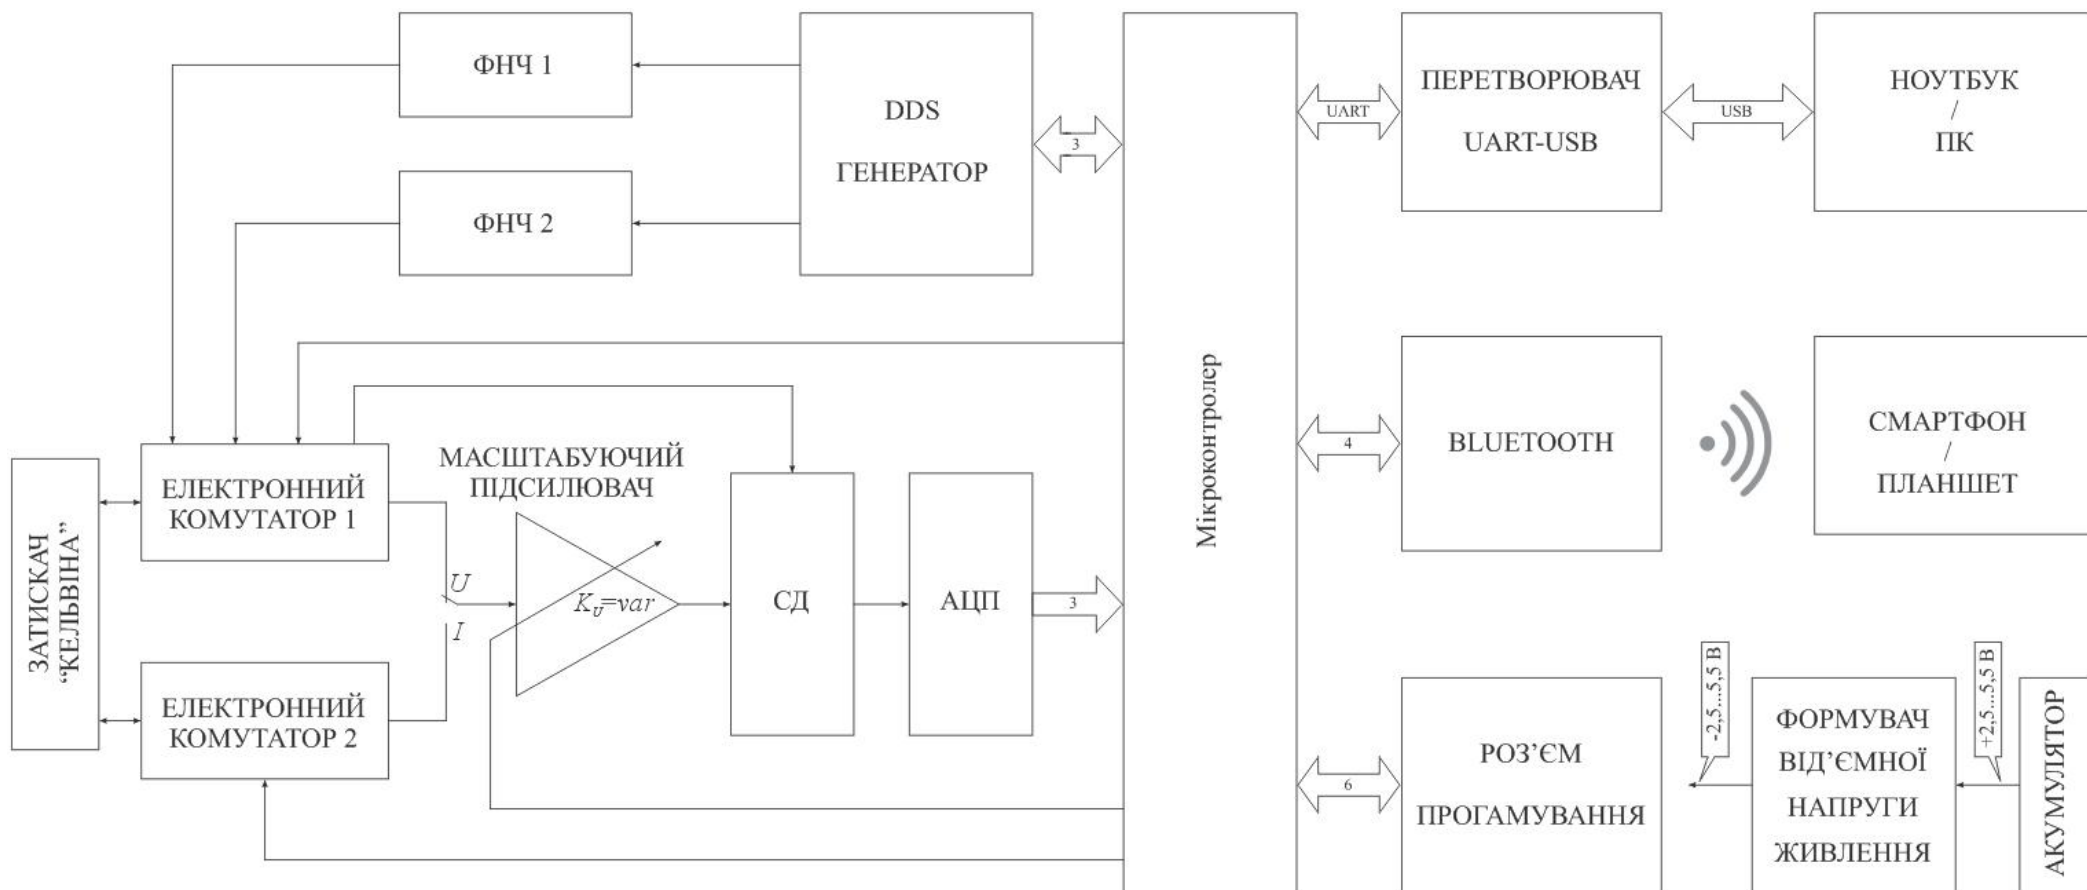 ФНЧ 1
ФНЧ 2
DDS
ГЕНЕРАТОР
3
Мікроконтролер
UART
ПЕРЕТВОРЮВАЧ
UART-USB
USB
НОУТБУК
/
ПК
4
BLUETOOTH
СМАРТФОН
/
ПЛАНШЕТ
ЗАТИСКАЧ
“КЕЛЬВІНА”
ЕЛЕКТРОННИЙ
КОМУТАТОР 1
ЕЛЕКТРОННИЙ
КОМУТАТОР 2
U
I
МАСШТАБУЮЧИЙ
ПІДСИЛЮВАЧ
K_U=var
СД
АЦП
3
6
РОЗ’ЄМ
ПРОГАМУВАННЯ
-2,5...5,5 В
ФОРМУВАЧ
ВІД’ЄМНОЇ
НАПРУГИ
ЖИВЛЕННЯ
+2,5...5,5 В
АКУМУЛЯТОР